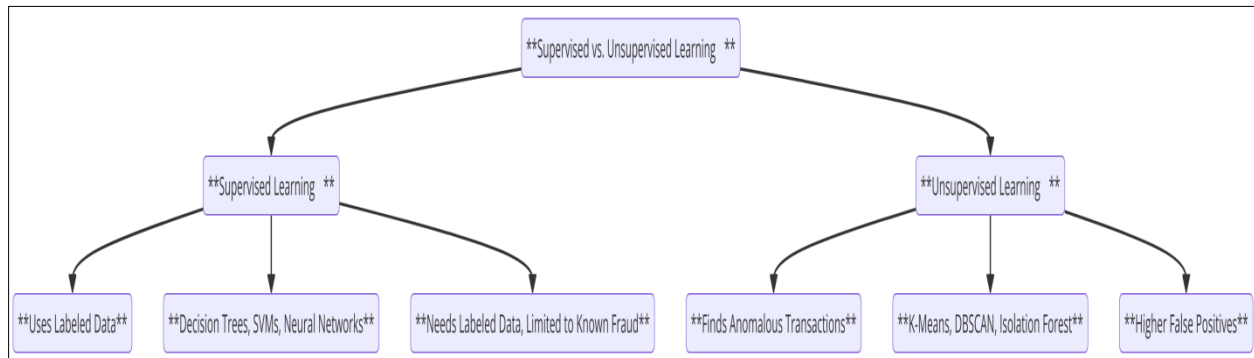 **Supervised vs. Unsupervised Learning   **
**Supervised Learning   **
**Unsupervised Learning   **
**Uses Labeled Data**
**Decision Trees, SVMs, Neural Networks**
**Needs Labeled Data, Limited to Known Fraud**
**Finds Anomalous Transactions**
**K-Means, DBSCAN, Isolation Forest**
**Higher False Positives**